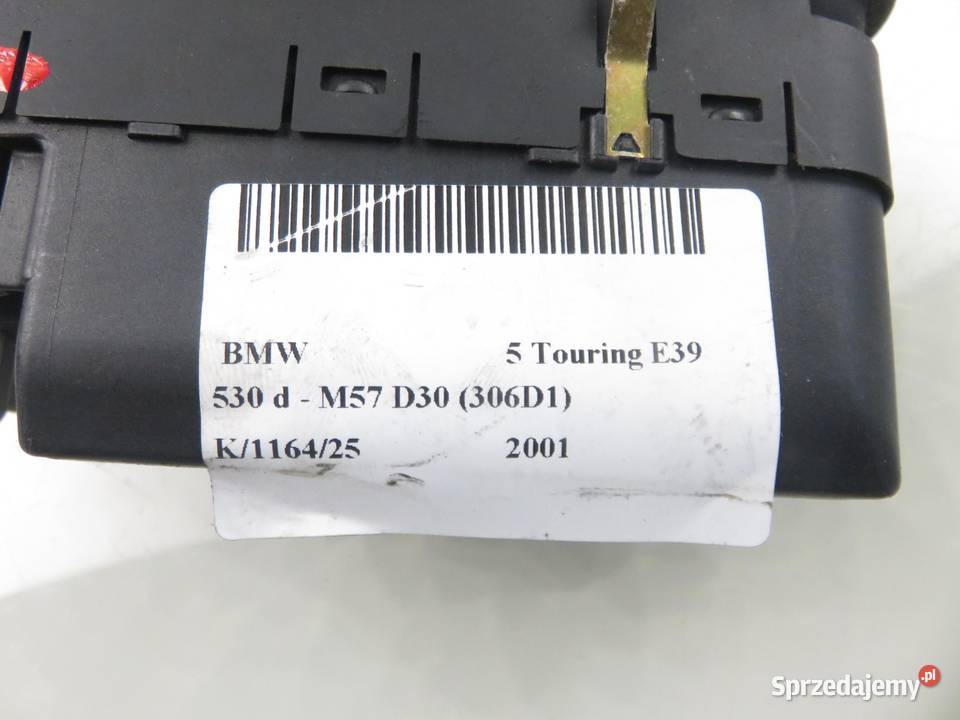 BMW 5 Touring E39
530 d - M57 D30 (306D1)
K/1164/25 2001
Sprzedajemy.pl